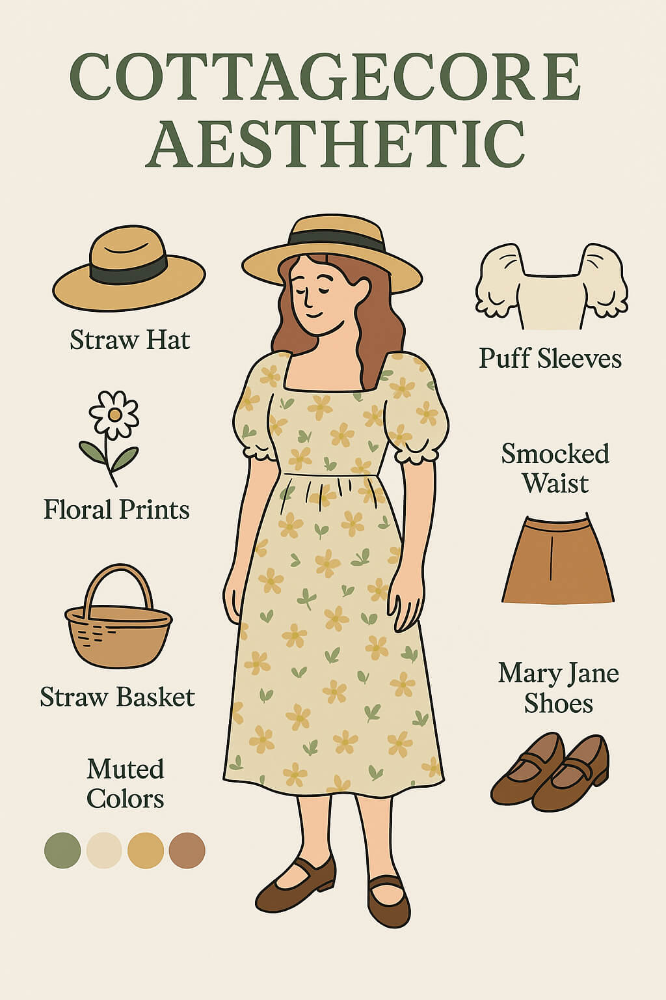 COTTAGECORE
AESTHETIC
Straw Hat
Puff Sleeves
Floral Prints
Smocked
Waist
Straw Basket
Mary Jane
Shoes
Muted
Colors